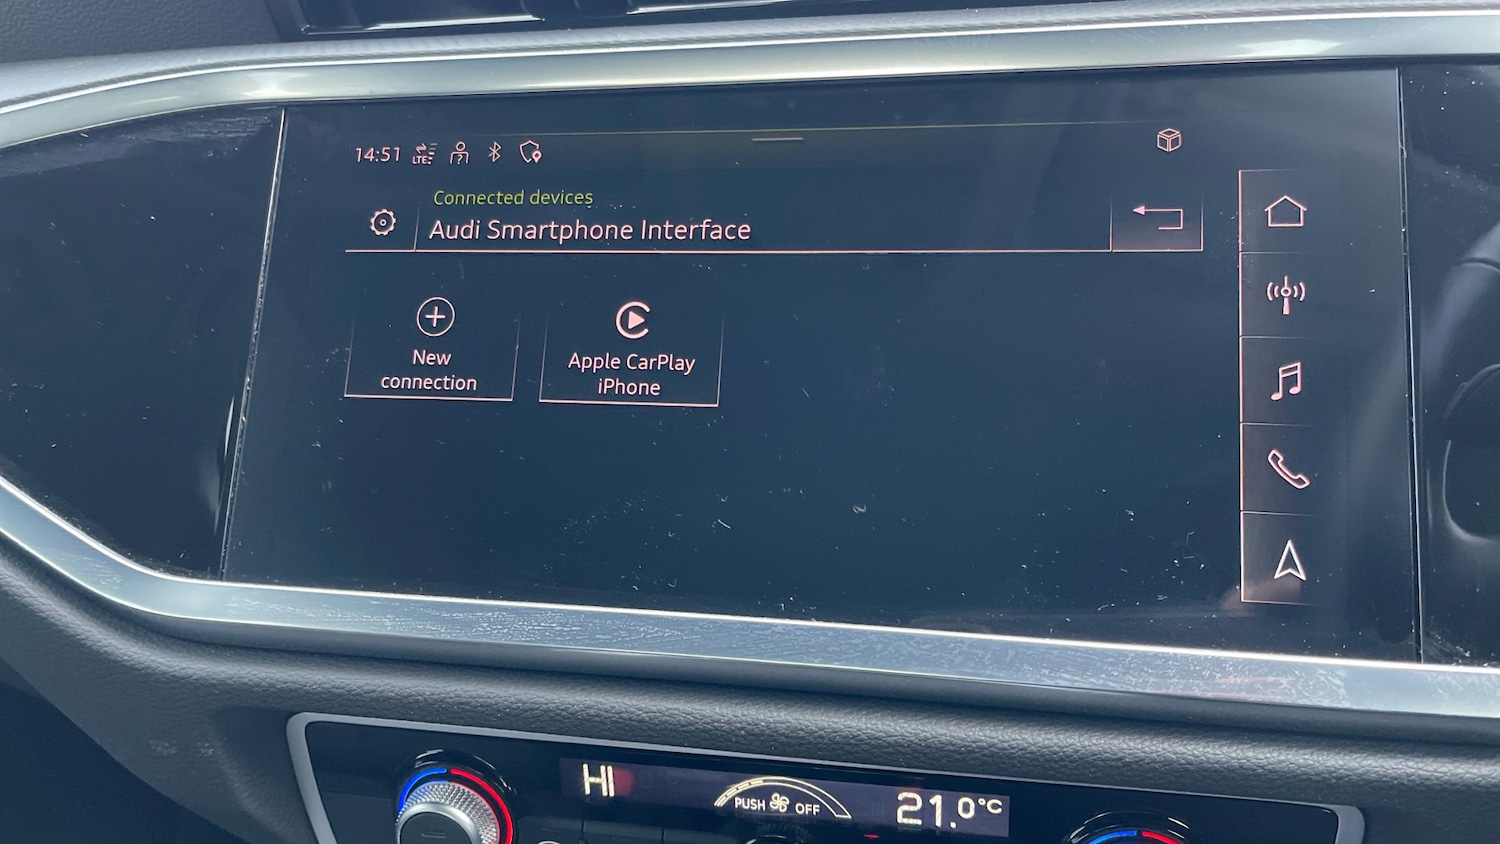 14:51 LTE ?
Connected devices
Audi Smartphone Interface
New
connection
Apple CarPlay
iPhone
HI
PUSH OFF
21.0°C